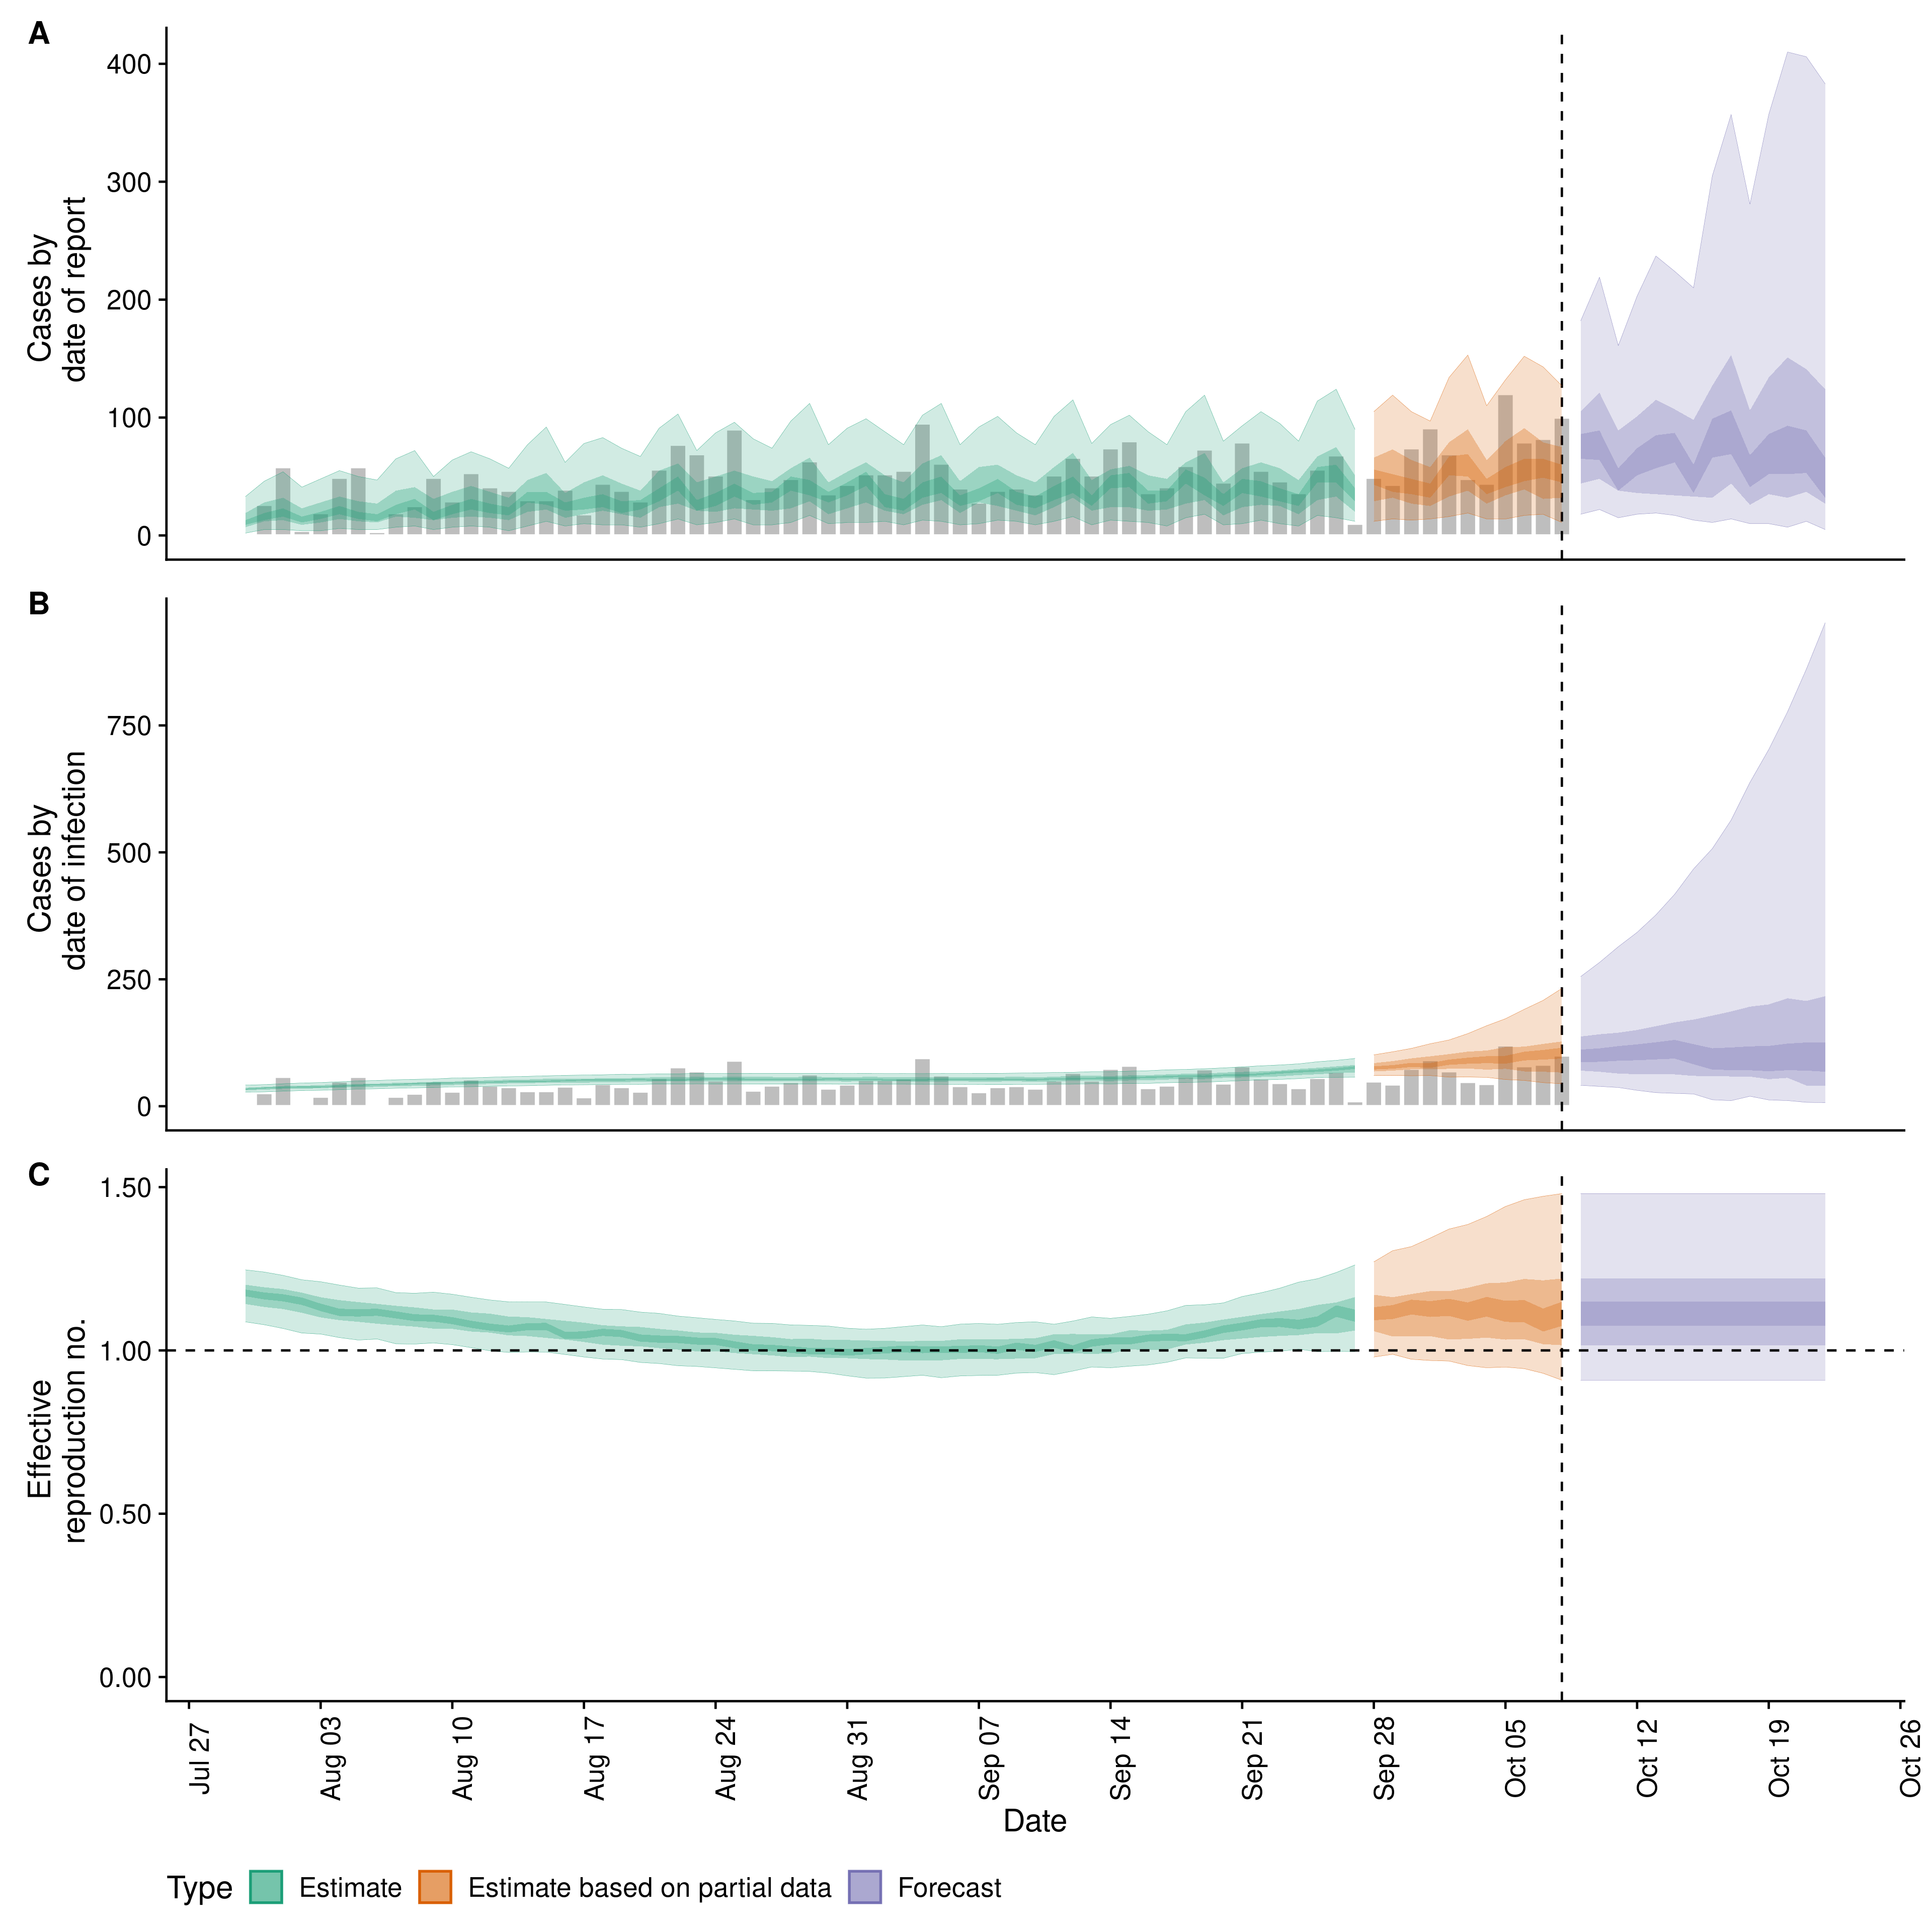 A
Cases by
date of report
400
300
200
100
0
B
Cases by
date of infection
750
500
250
0
C
Effective
reproduction no.
1.50
1.00
0.50
0.00
Jul 27
Aug 03
Aug 10
Aug 17
Aug 24
Aug 31
Sep 07
Sep 14
Sep 21
Sep 28
Oct 05
Oct 12
Oct 19
Oct 26
Date
Type Estimate Estimate based on partial data Forecast